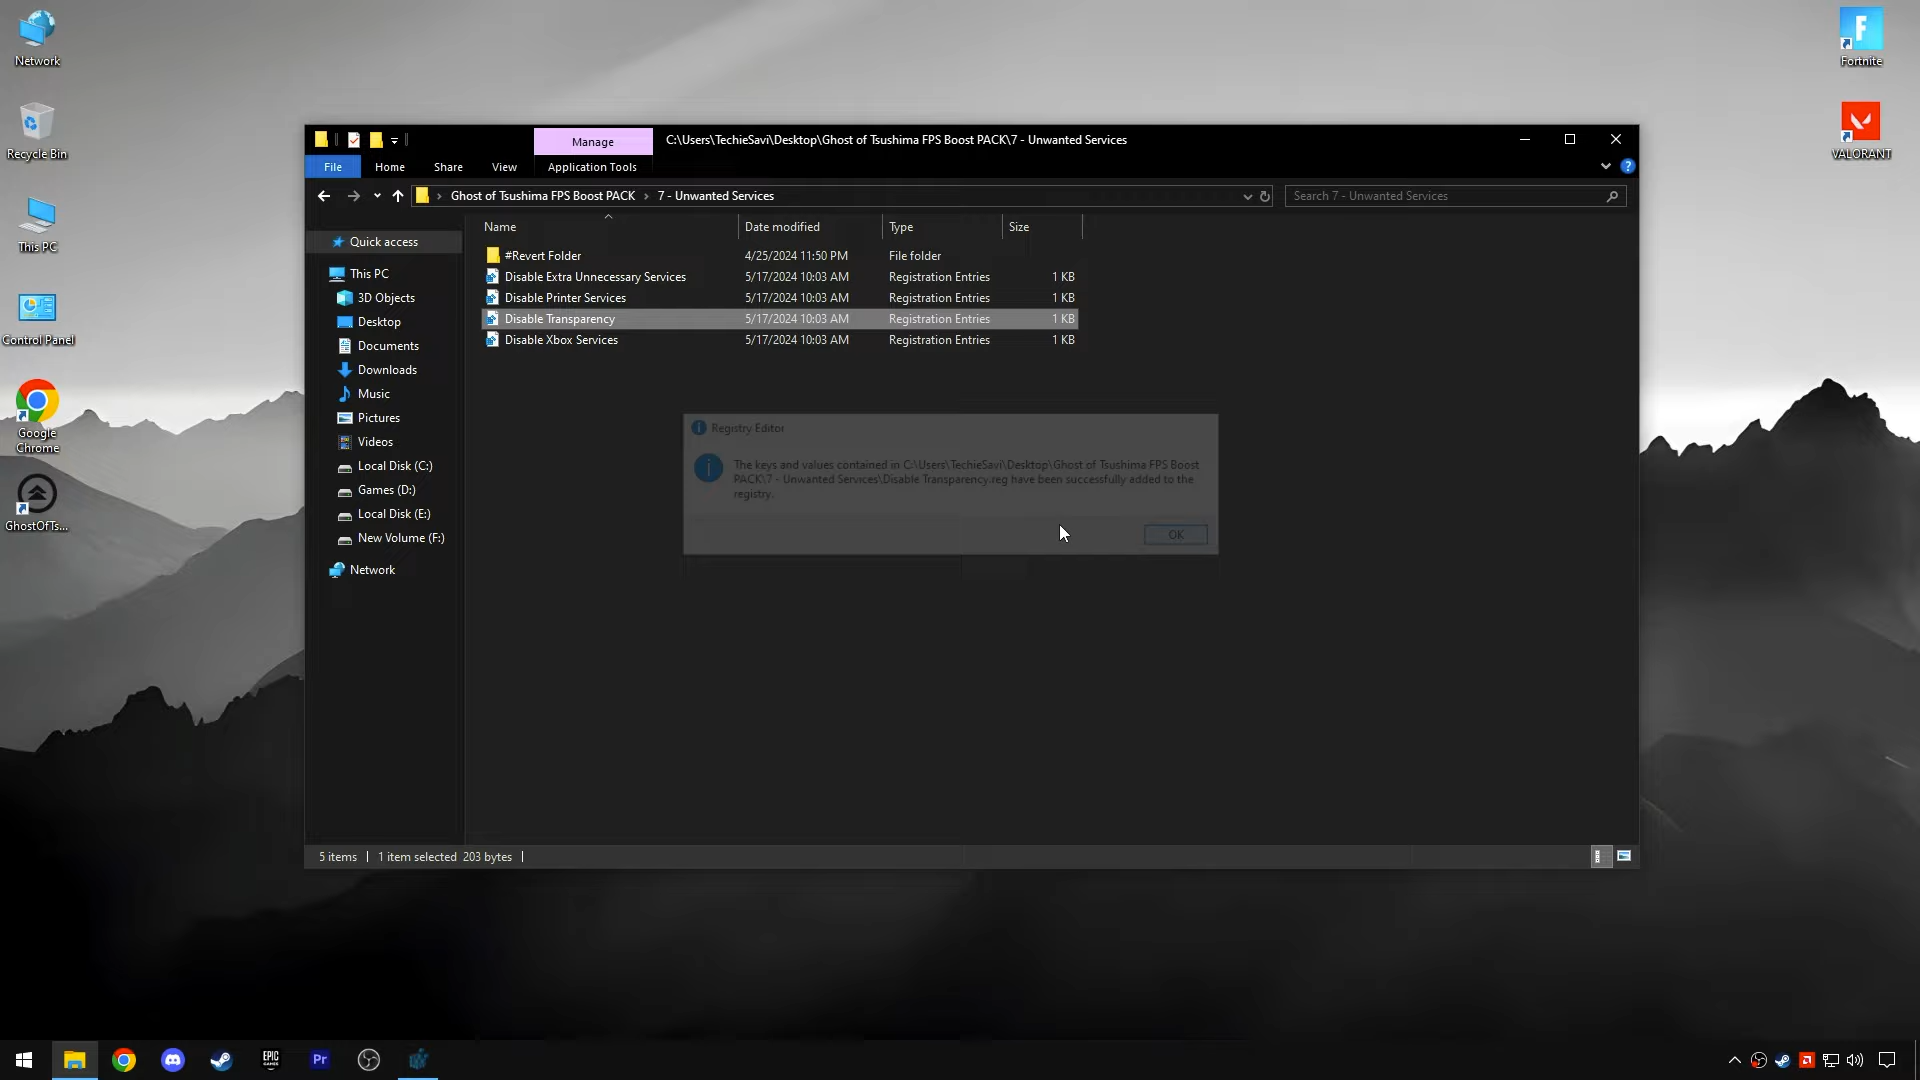 Network
Recycle Bin
This PC
Control Panel
Google
Chrome
GhostOfTs...
Fortnite
VALORANT
Manage
C:\Users\TechieSavi\Desktop\Ghost of Tsushima FPS Boost PACK\7 - Unwanted Services
File
Home
Share
View
Application Tools
Ghost of Tsushima FPS Boost PACK > 7 - Unwanted Services
Search 7 - Unwanted Services
Name
Date modified
Type
Size
#Revert Folder 4/25/2024 11:50 PM File folder
Disable Extra Unnecessary Services 5/17/2024 10:03 AM Registration Entries 1 KB
Disable Printer Services 5/17/2024 10:03 AM Registration Entries 1 KB
Disable Transparency 5/17/2024 10:03 AM Registration Entries 1 KB
Disable Xbox Services 5/17/2024 10:03 AM Registration Entries 1 KB
Quick access
This PC
3D Objects
Desktop
Documents
Downloads
Music
Pictures
Videos
Local Disk (C:)
Games (D:)
Local Disk (E:)
New Volume (F:)
Network
Registry Editor
The keys and values contained in C:\Users\TechieSavi\Desktop\Ghost of Tsushima FPS Boost
PACK\7 - Unwanted Services\Disable Transparency.reg have been successfully added to the
registry.
OK
5 items
1 item selected 203 bytes
EPIC
GAMES
Pr